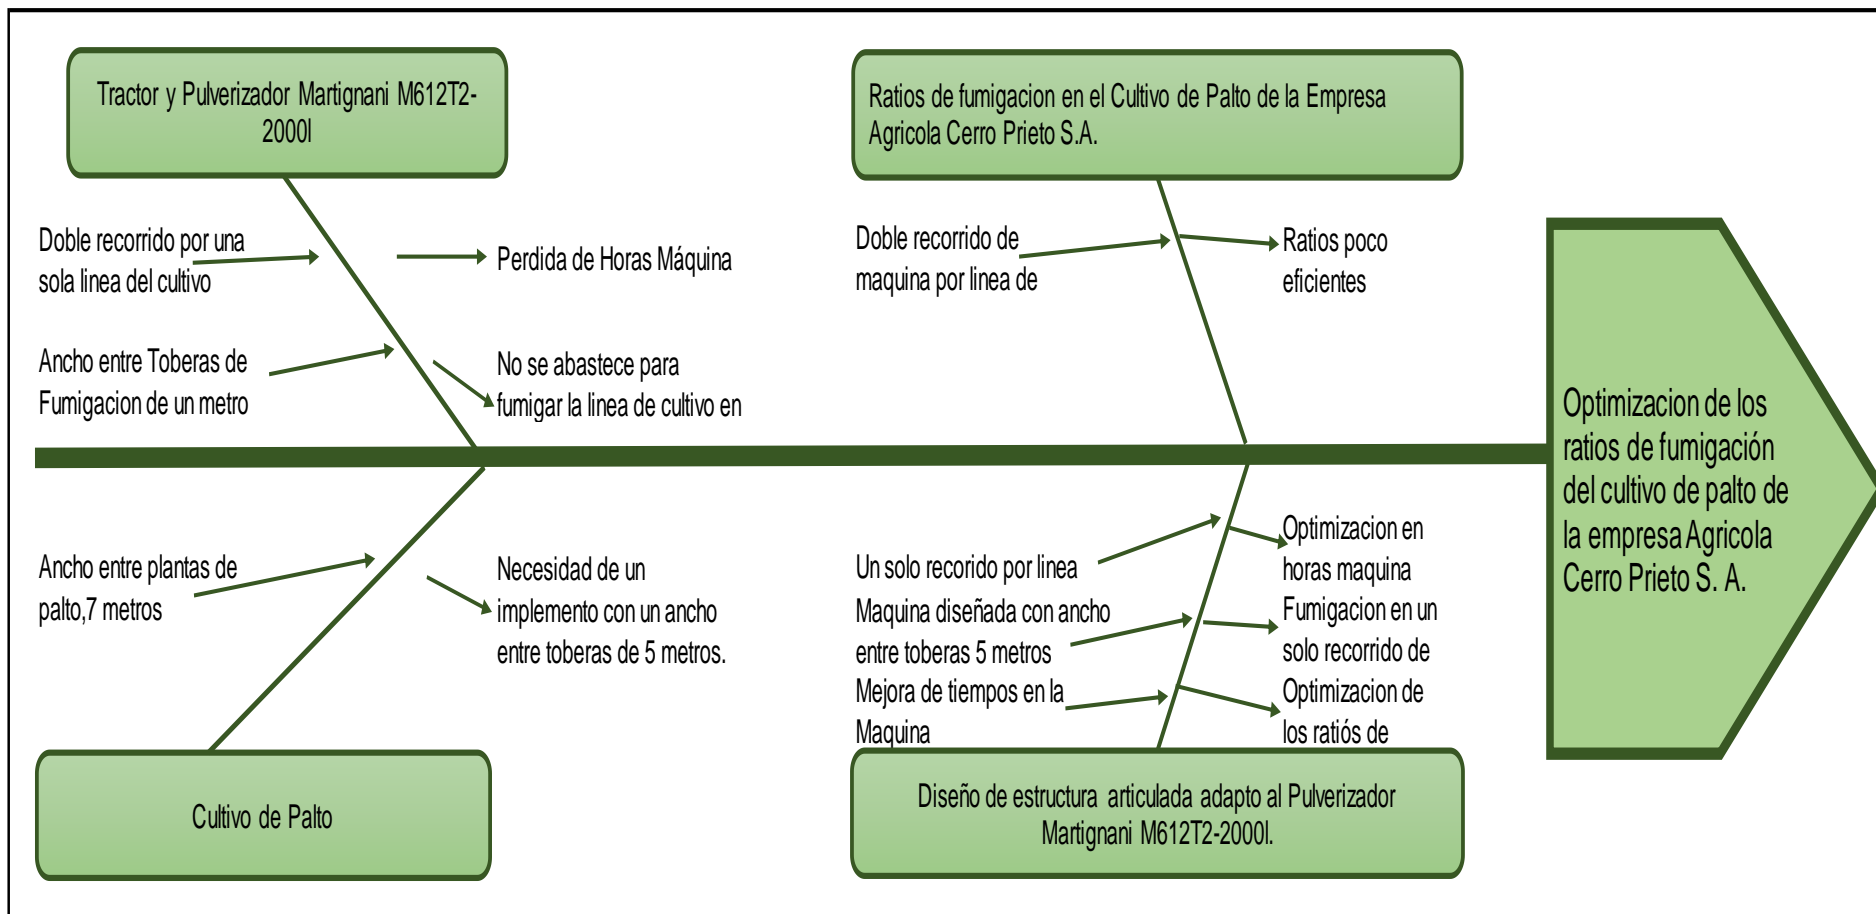 Tractor y Pulverizador Martignani M612T2-
2000l
Ratios de fumigacion en el Cultivo de Palto de la Empresa
Agricola Cerro Prieto S.A.
Doble recorrido por una
sola linea del cultivo
Perdida de Horas Máquina
Ancho entre Toberas de
Fumigacion de un metro
No se abastece para
fumigar la linea de cultivo en
Doble recorrido de
maquina por linea de
Ratios poco
eficientes
Optimizacion de los
ratios de fumigación
del cultivo de palto de
la empresa Agricola
Cerro Prieto S. A.
Ancho entre plantas de
palto,7 metros
Necesidad de un
implemento con un ancho
entre toberas de 5 metros.
Un solo recorido por linea
Maquina diseñada con ancho
entre toberas 5 metros
Mejora de tiempos en la
Maquina
Optimizacion en
horas maquina
Fumigacion en un
solo recorrido de
Optimizacion de
los ratiós de
Cultivo de Palto
Diseño de estructura articulada adapto al Pulverizador
Martignani M612T2-2000l.